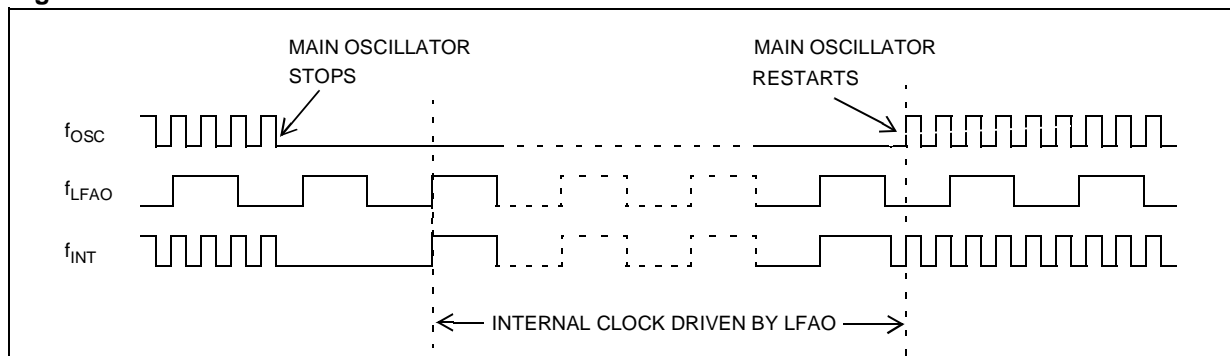 MAIN OSCILLATOR
STOPS
MAIN OSCILLATOR
RESTARTS
fOSC
fLFAO
fINT
INTERNAL CLOCK DRIVEN BY LFAO